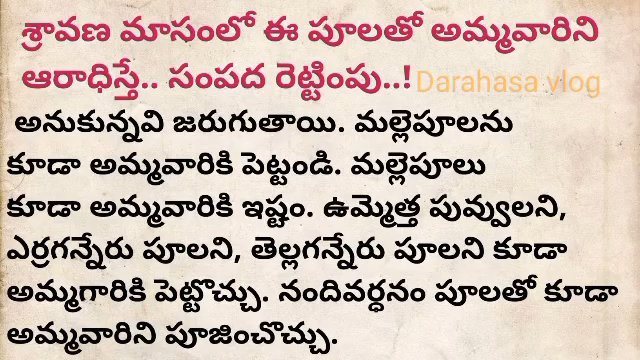 శ్రావణ మాసంలో ఈ పూలతో అమ్మవారిని
ఆరాధిస్తే.. సంపద రెట్టింపు..! Darahasa vlog
అనుకున్నవి జరుగుతాయి. మల్లెపూలను
కూడా అమ్మవారికి పెట్టండి. మల్లెపూలు
కూడా అమ్మవారికి ఇష్టం. ఉమ్మెత్త పువ్వులని,
ఎర్రగన్నేరు పూలని, తెల్లగన్నేరు పూలని కూడా
అమ్మగారికి పెట్టొచ్చు. నందివర్ధనం పూలతో కూడా
అమ్మవారిని పూజించొచ్చు.